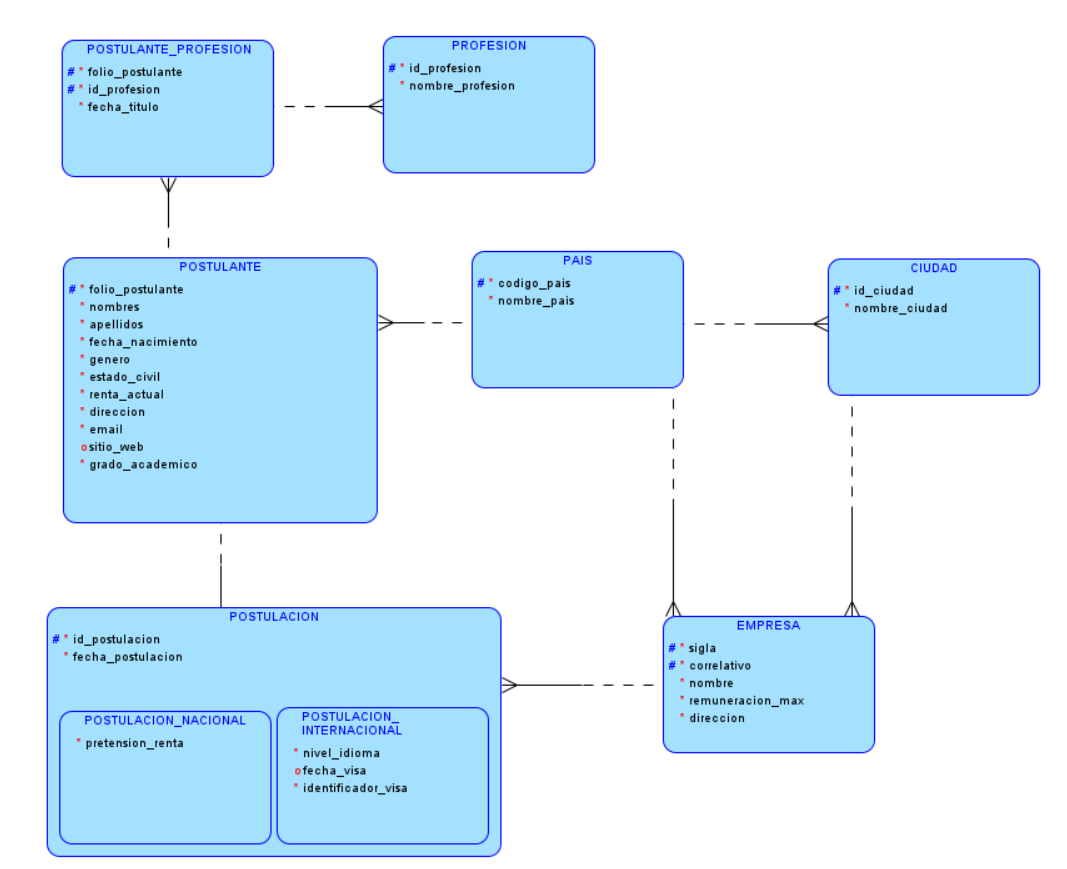 POSTULANTE_PROFESION
# * folio_postulante
# * id_profesion
* fecha_titulo
PROFESION
# * id_profesion
* nombre_profesion
POSTULANTE
# * folio_postulante
* nombres
* apellidos
* fecha_nacimiento
* genero
* estado_civil
* renta_actual
* direccion
* email
o sitio_web
* grado_academico
PAIS
# * codigo_pais
* nombre_pais
CIUDAD
# * id_ciudad
* nombre_ciudad
POSTULACION
# * id_postulacion
* fecha_postulacion
POSTULACION_NACIONAL
* pretension_renta
POSTULACION_
INTERNACIONAL
* nivel_idioma
o fecha_visa
* identificador_visa
EMPRESA
# * sigla
# * correlativo
* nombre
* remuneracion_max
* direccion